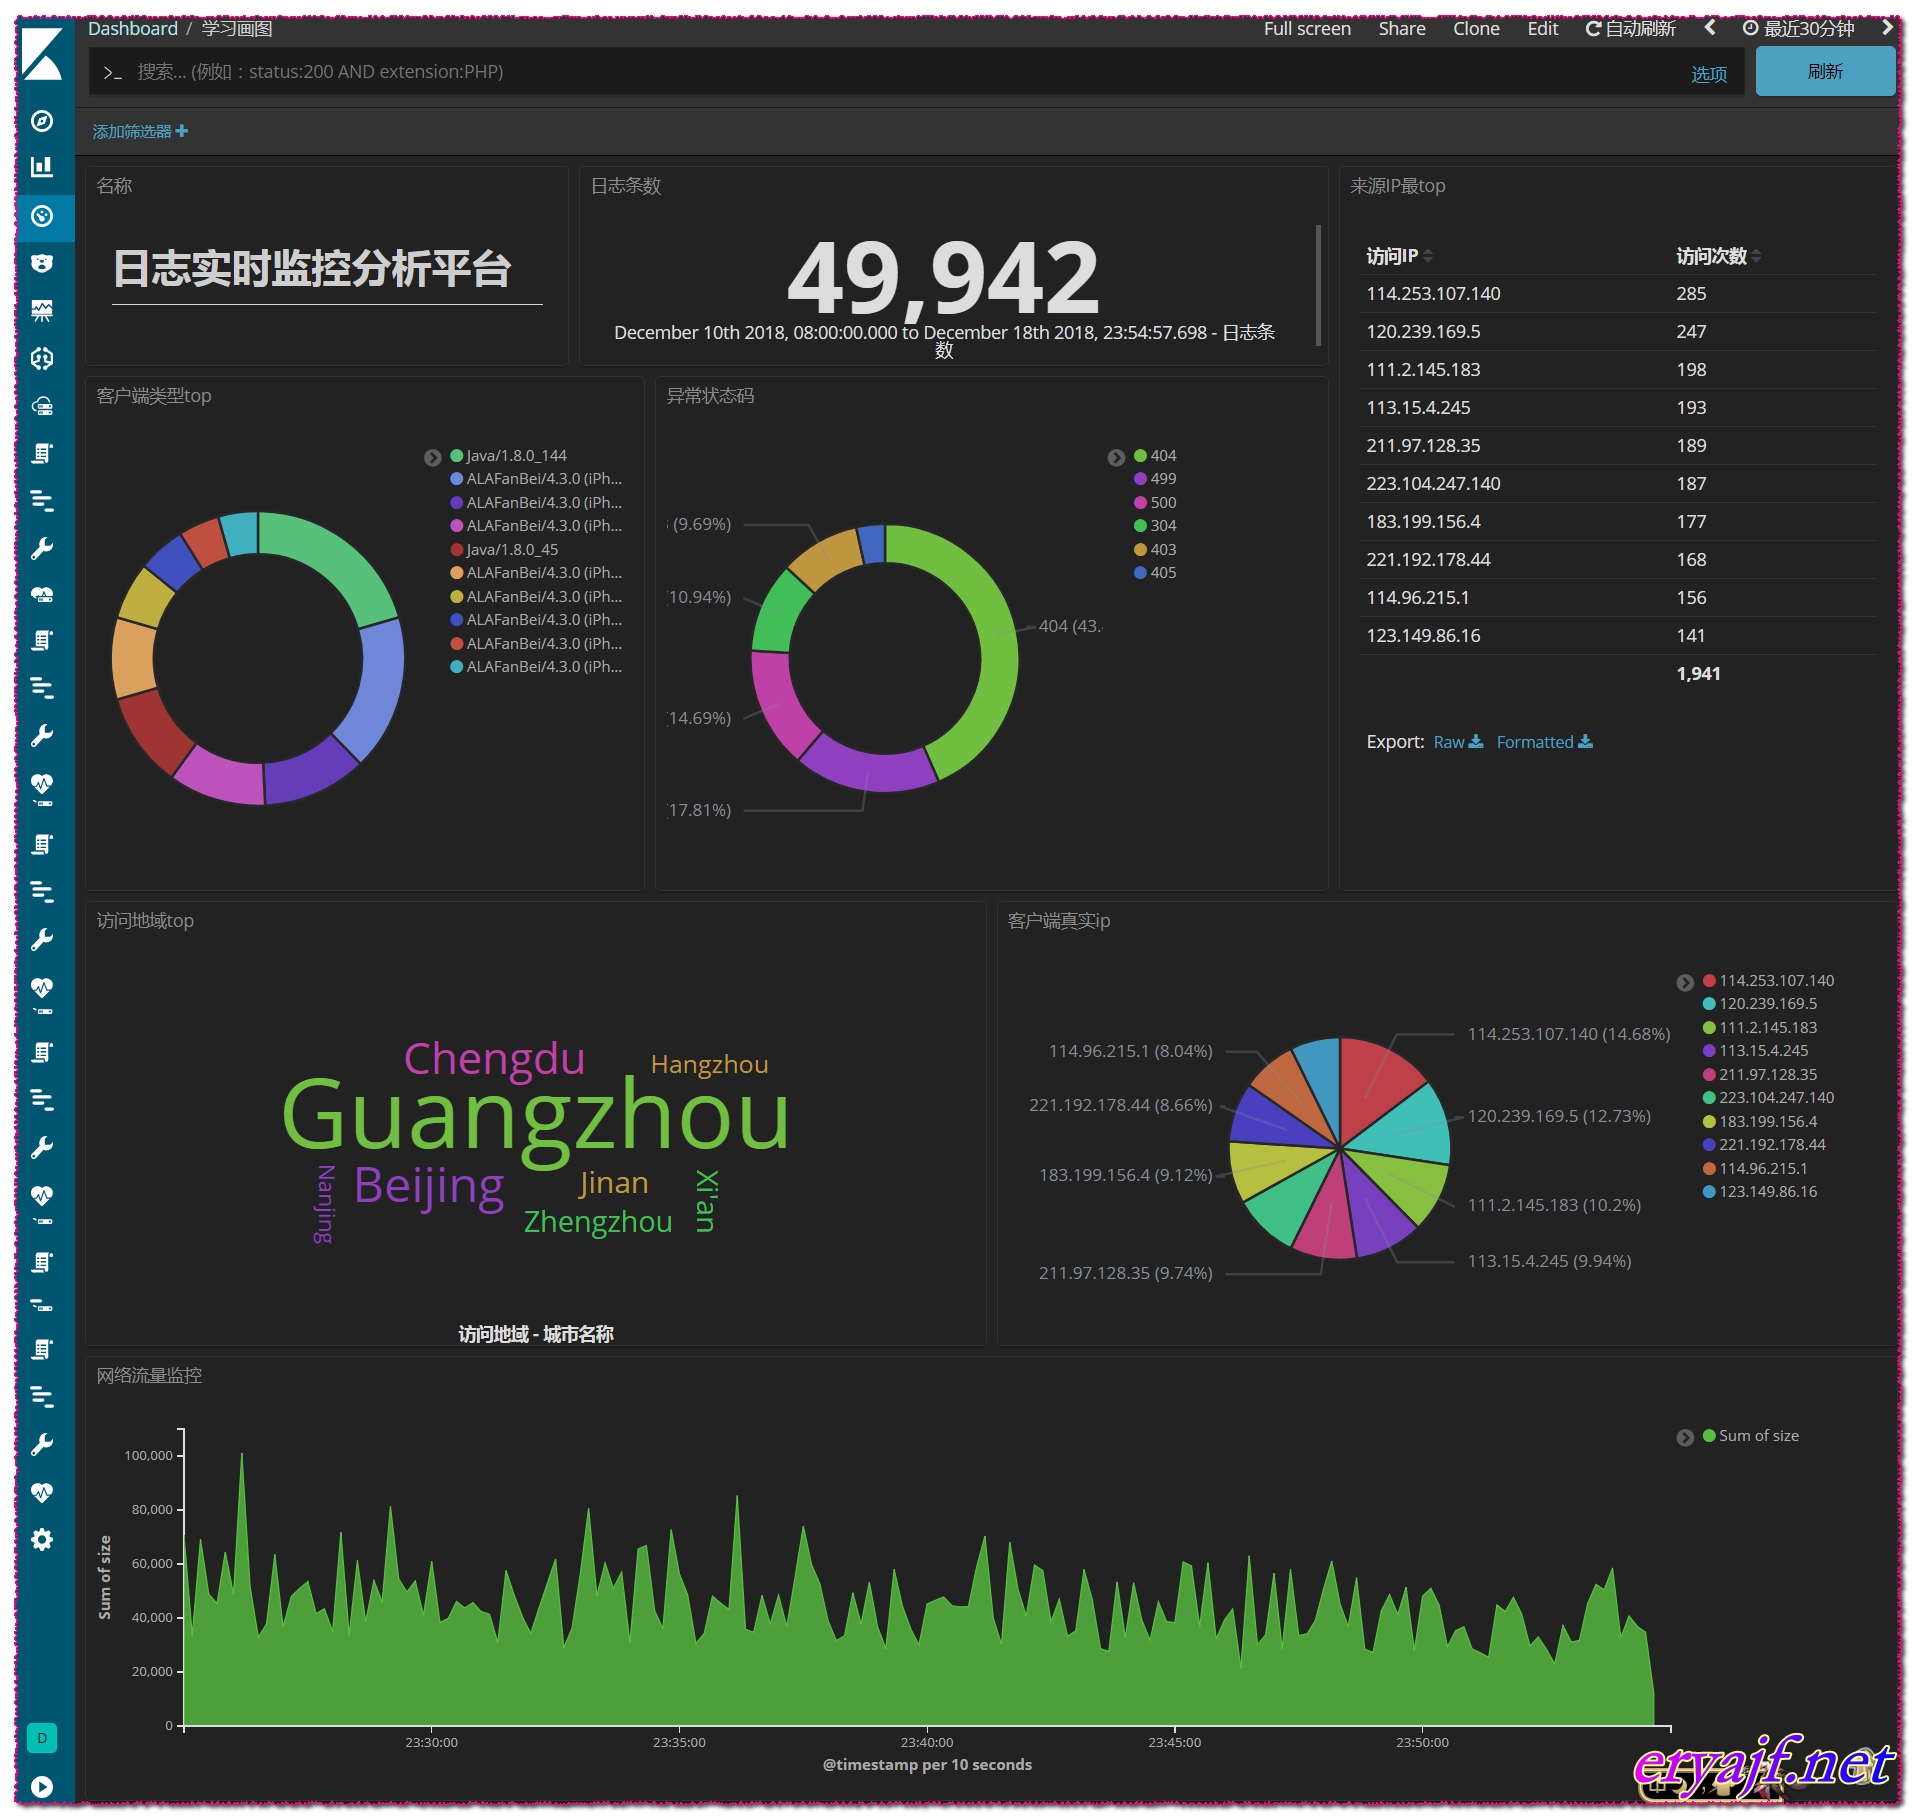 Dashboard / 学习画图
Full screen Share Clone Edit 自动刷新 最近30分钟
>_ 搜索... (例如：status:200 AND extension:PHP)
选项
刷新
添加筛选器
名称
日志实时监控分析平台
日志条数
49,942
December 10th 2018, 08:00:00.000 to December 18th 2018, 23:54:57.698 - 日志条
数
来源IP最top
访问IP 访问次数
114.253.107.140 285
120.239.169.5 247
111.2.145.183 198
113.15.4.245 193
211.97.128.35 189
223.104.247.140 187
183.199.156.4 177
221.192.178.44 168
114.96.215.1 156
123.149.86.16 141
1,941
Export: Raw Formatted
客户端类型top
Java/1.8.0_144
ALAFanBei/4.3.0 (iPh...
ALAFanBei/4.3.0 (iPh...
ALAFanBei/4.3.0 (iPh...
Java/1.8.0_45
ALAFanBei/4.3.0 (iPh...
ALAFanBei/4.3.0 (iPh...
ALAFanBei/4.3.0 (iPh...
ALAFanBei/4.3.0 (iPh...
ALAFanBei/4.3.0 (iPh...
异常状态码
(9.69%)
10.94%)
14.69%)
17.81%)
404 (43.
404
499
500
304
403
405
访问地域top
Chengdu
Hangzhou
Guangzhou
Nanjing
Beijing
Jinan
Xi'an
Zhengzhou
访问地域 - 城市名称
客户端真实ip
114.96.215.1 (8.04%)
221.192.178.44 (8.66%)
183.199.156.4 (9.12%)
211.97.128.35 (9.74%)
114.253.107.140 (14.68%)
120.239.169.5 (12.73%)
111.2.145.183 (10.2%)
113.15.4.245 (9.94%)
114.253.107.140
120.239.169.5
111.2.145.183
113.15.4.245
211.97.128.35
223.104.247.140
183.199.156.4
221.192.178.44
114.96.215.1
123.149.86.16
网络流量监控
Sum of size
100,000
80,000
60,000
40,000
20,000
0
Sum of size
23:30:00 23:35:00 23:40:00 23:45:00 23:50:00
@timestamp per 10 seconds
D
eryajf.net